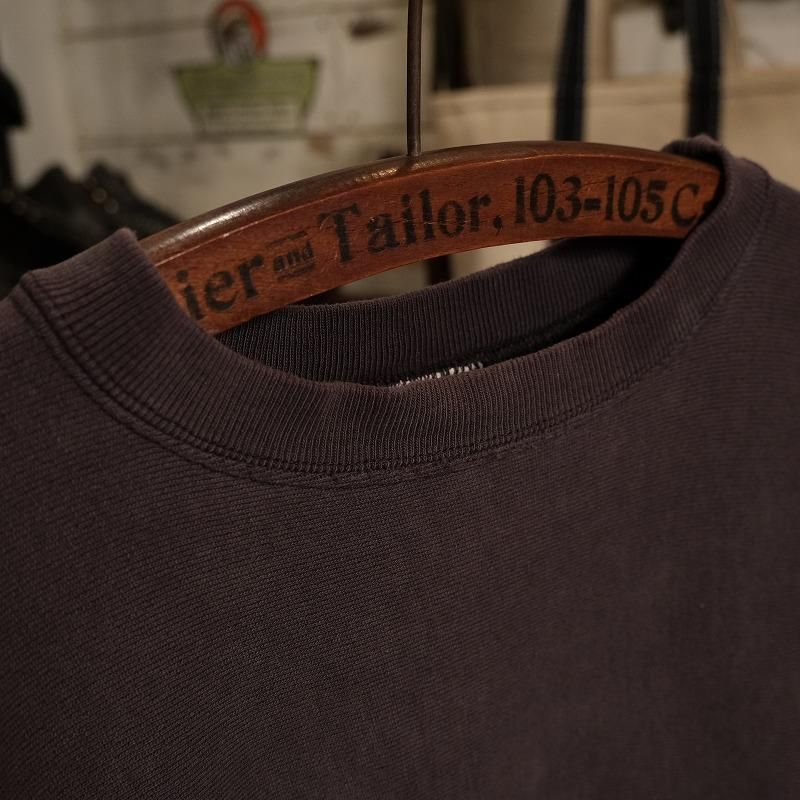 ier and Tailor, 103=105 C